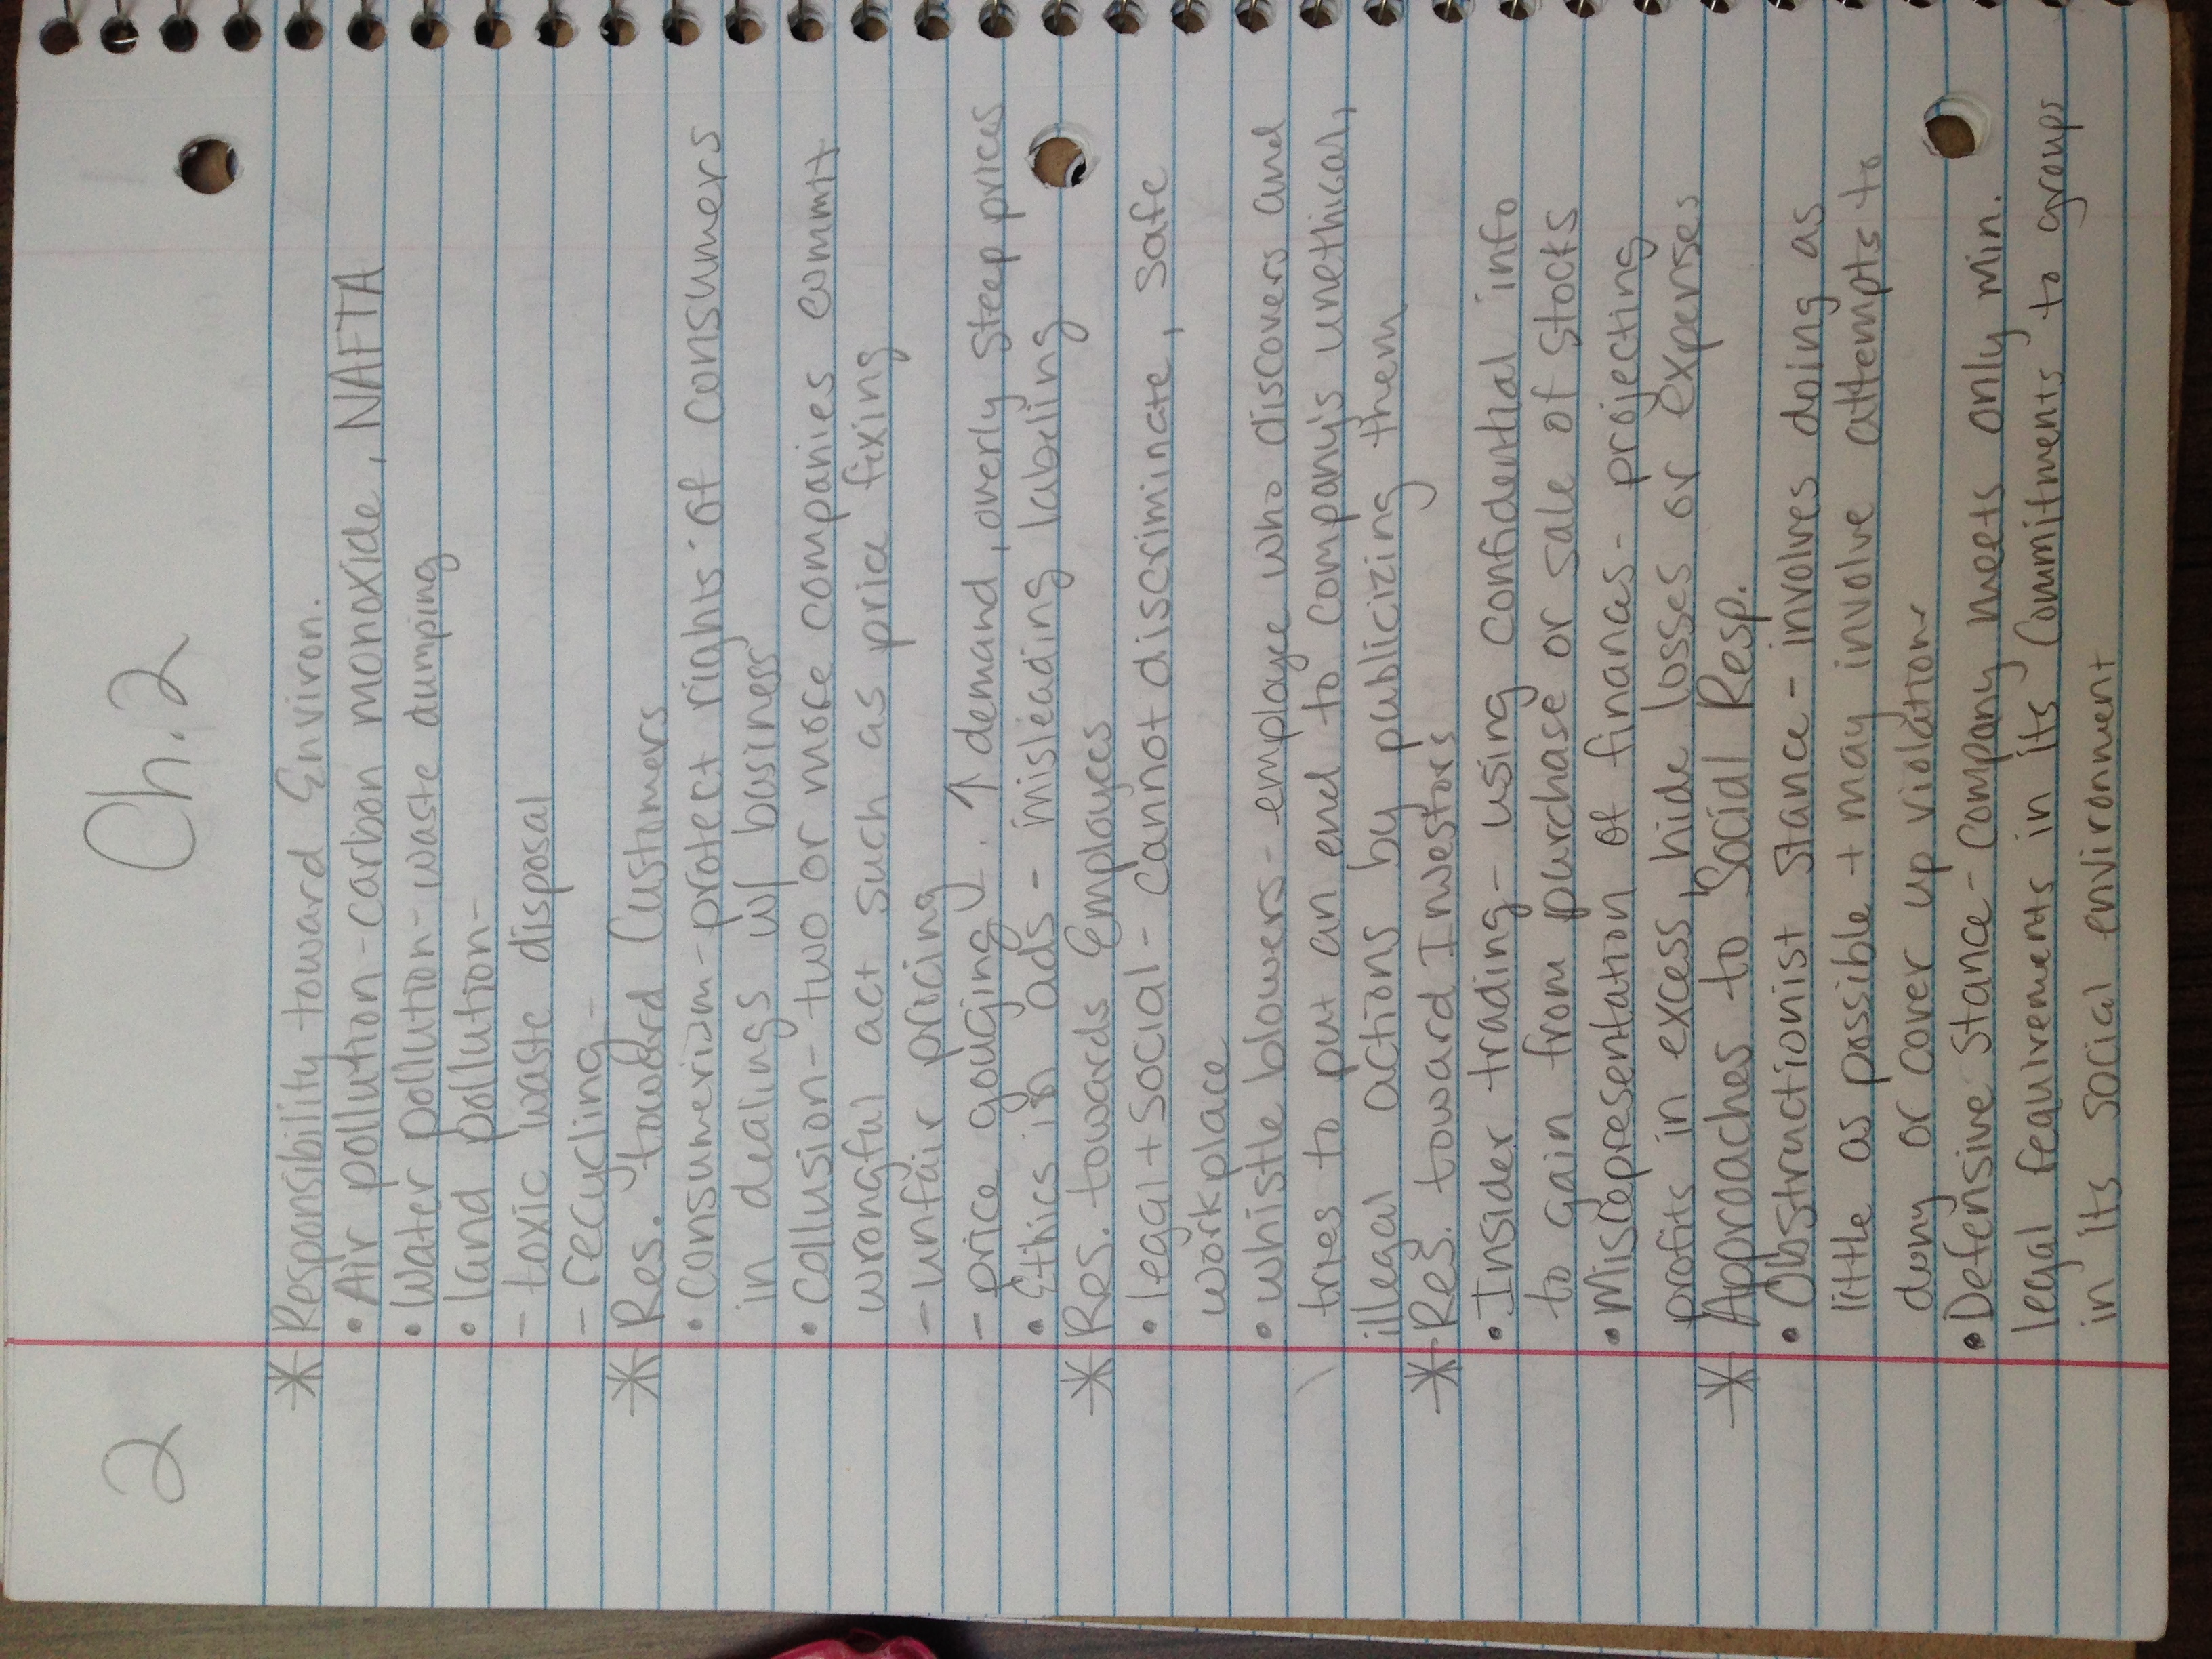 2 Ch. 2
* Responsibility toward Environ.
• Air pollution - carbon monoxide, NAFTA
• Water pollution - waste dumping
• land pollution -
- toxic waste disposal
- recycling -
* Res. toward Customers
• consumerism - protect rights of consumers
in dealings w/ business
• collusion - two or more companies commit
wrongful act such as price fixing
- unfair pricing
- price gouging - ↑ demand, overly steep prices
• Ethics in ads - misleading labeling
* Res. towards Employees
• legal + social - cannot discriminate, safe
workplace
• whistle blowers - employee who discovers and
tries to put an end to company's unethical,
illegal actions by publicizing them
* Res. toward Investors
• Insider trading - using confidential info
to gain from purchase or sale of stocks
• Misrepresentation of finances - projecting
profits in excess, hide losses or expenses
* Approaches to Social Resp.
• Obstructionist Stance - involves doing as
little as possible + may involve attempts to
deny or cover up violations
• Defensive Stance - company meets only min.
legal requirements in its commitments to groups
in its social environment